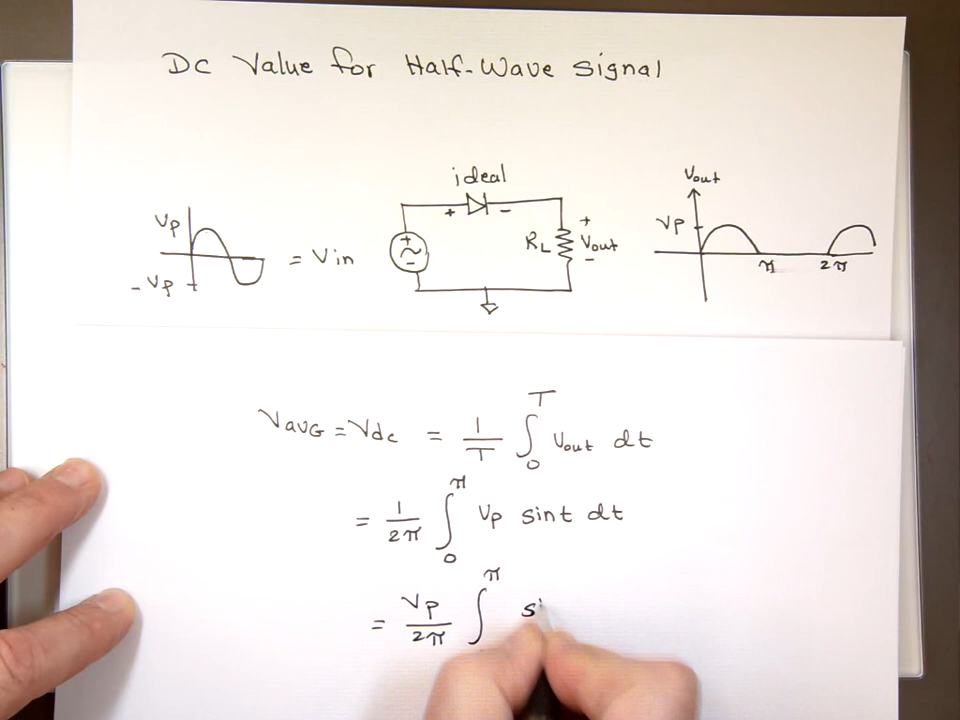 DC Value for Half-Wave Signal
ideal
Vp
-Vp
= Vin
+ -
+
-
RL
+
Vout
-
Vout
Vp
π 2π
VAVG = Vdc = 1/T ∫₀ᵀ Vout dt
= 1/2π ∫₀^π Vp sint dt
= Vp/2π ∫^π s